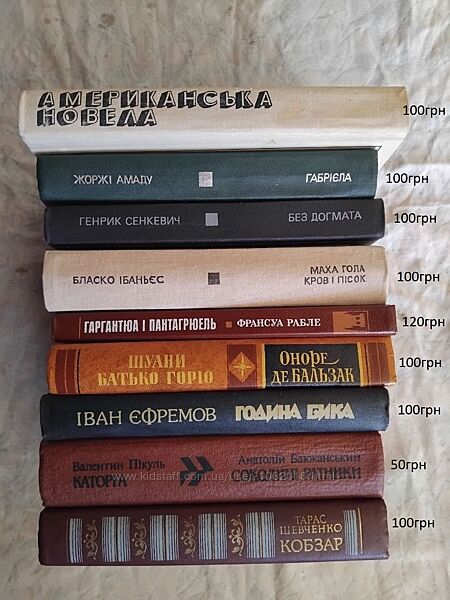 АМЕРИКАНСЬКА
НОВЕЛА
100грн
ЖОРЖІ АМАДУ ГАБРІЄЛА
100грн
ГЕНРИК СЕНКЕВИЧ БЕЗ ДОГМАТА
100грн
БЛАСКО ІБАНЬЄС
МАХА ГОЛА
КРОВ І ПІСОК
100грн
ГАРГАНТЮА І ПАНТАГРЮЕЛЬ ФРАНСУА РАБЛЕ
120грн
ШУАНИ
БАТЬКО ГОРІО
ОНОРЕ
ДЕ БАЛЬЗАК
100грн
ІВАН ЄФРЕМОВ ГОДИНА БИКА
100грн
Валентин Пікуль
КАТОРГА
Анатолій Баюканський
РАТНИКИ
50грн
ТАРАС
ШЕВЧЕНКО
КОБЗАР
100грн